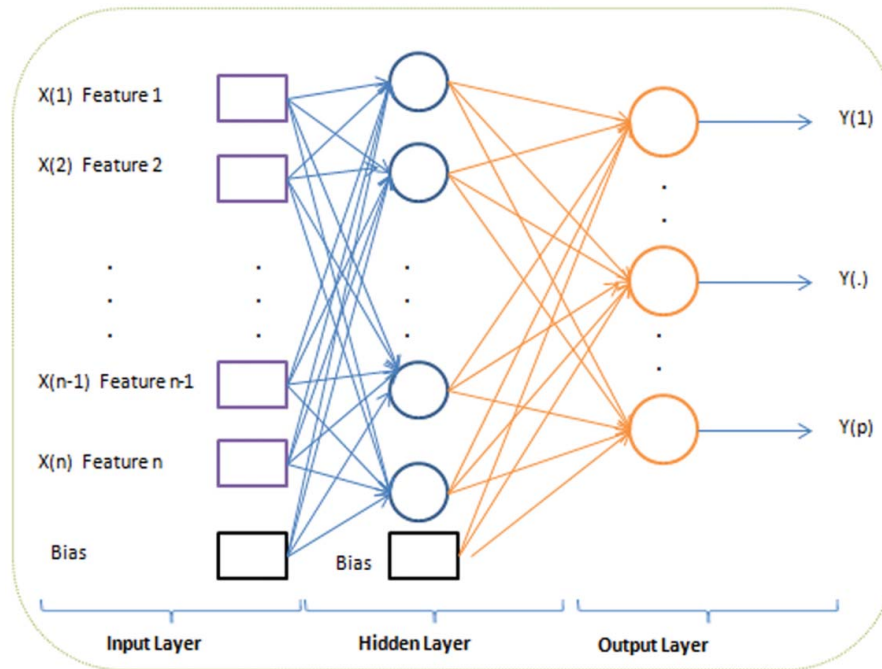 X(1) Feature 1
Y(1)
X(2) Feature 2
Y(.)
X(n-1) Feature n-1
Y(p)
X(n) Feature n
Bias
Bias
Input Layer
Hidden Layer
Output Layer